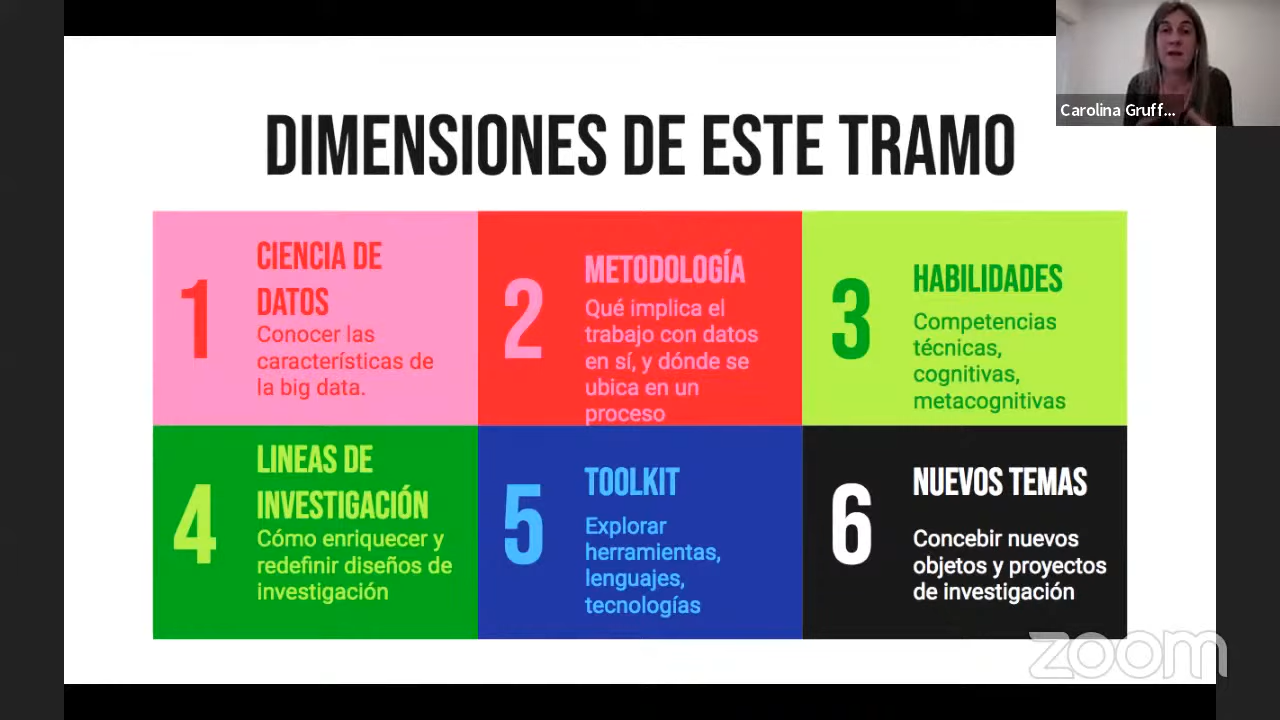 Carolina Gruff...
DIMENSIONES DE ESTE TRAMO
1
CIENCIA DE
DATOS
Conocer las
características de
la big data.
2
METODOLOGÍA
Qué implica el
trabajo con datos
en sí, y dónde se
ubica en un
proceso
3
HABILIDADES
Competencias
técnicas,
cognitivas,
metacognitivas
4
LINEAS DE
INVESTIGACIÓN
Cómo enriquecer y
redefinir diseños de
investigación
5
TOOLKIT
Explorar
herramientas,
lenguajes,
tecnologías
6
NUEVOS TEMAS
Concebir nuevos
objetos y proyectos
de investigación
zoom